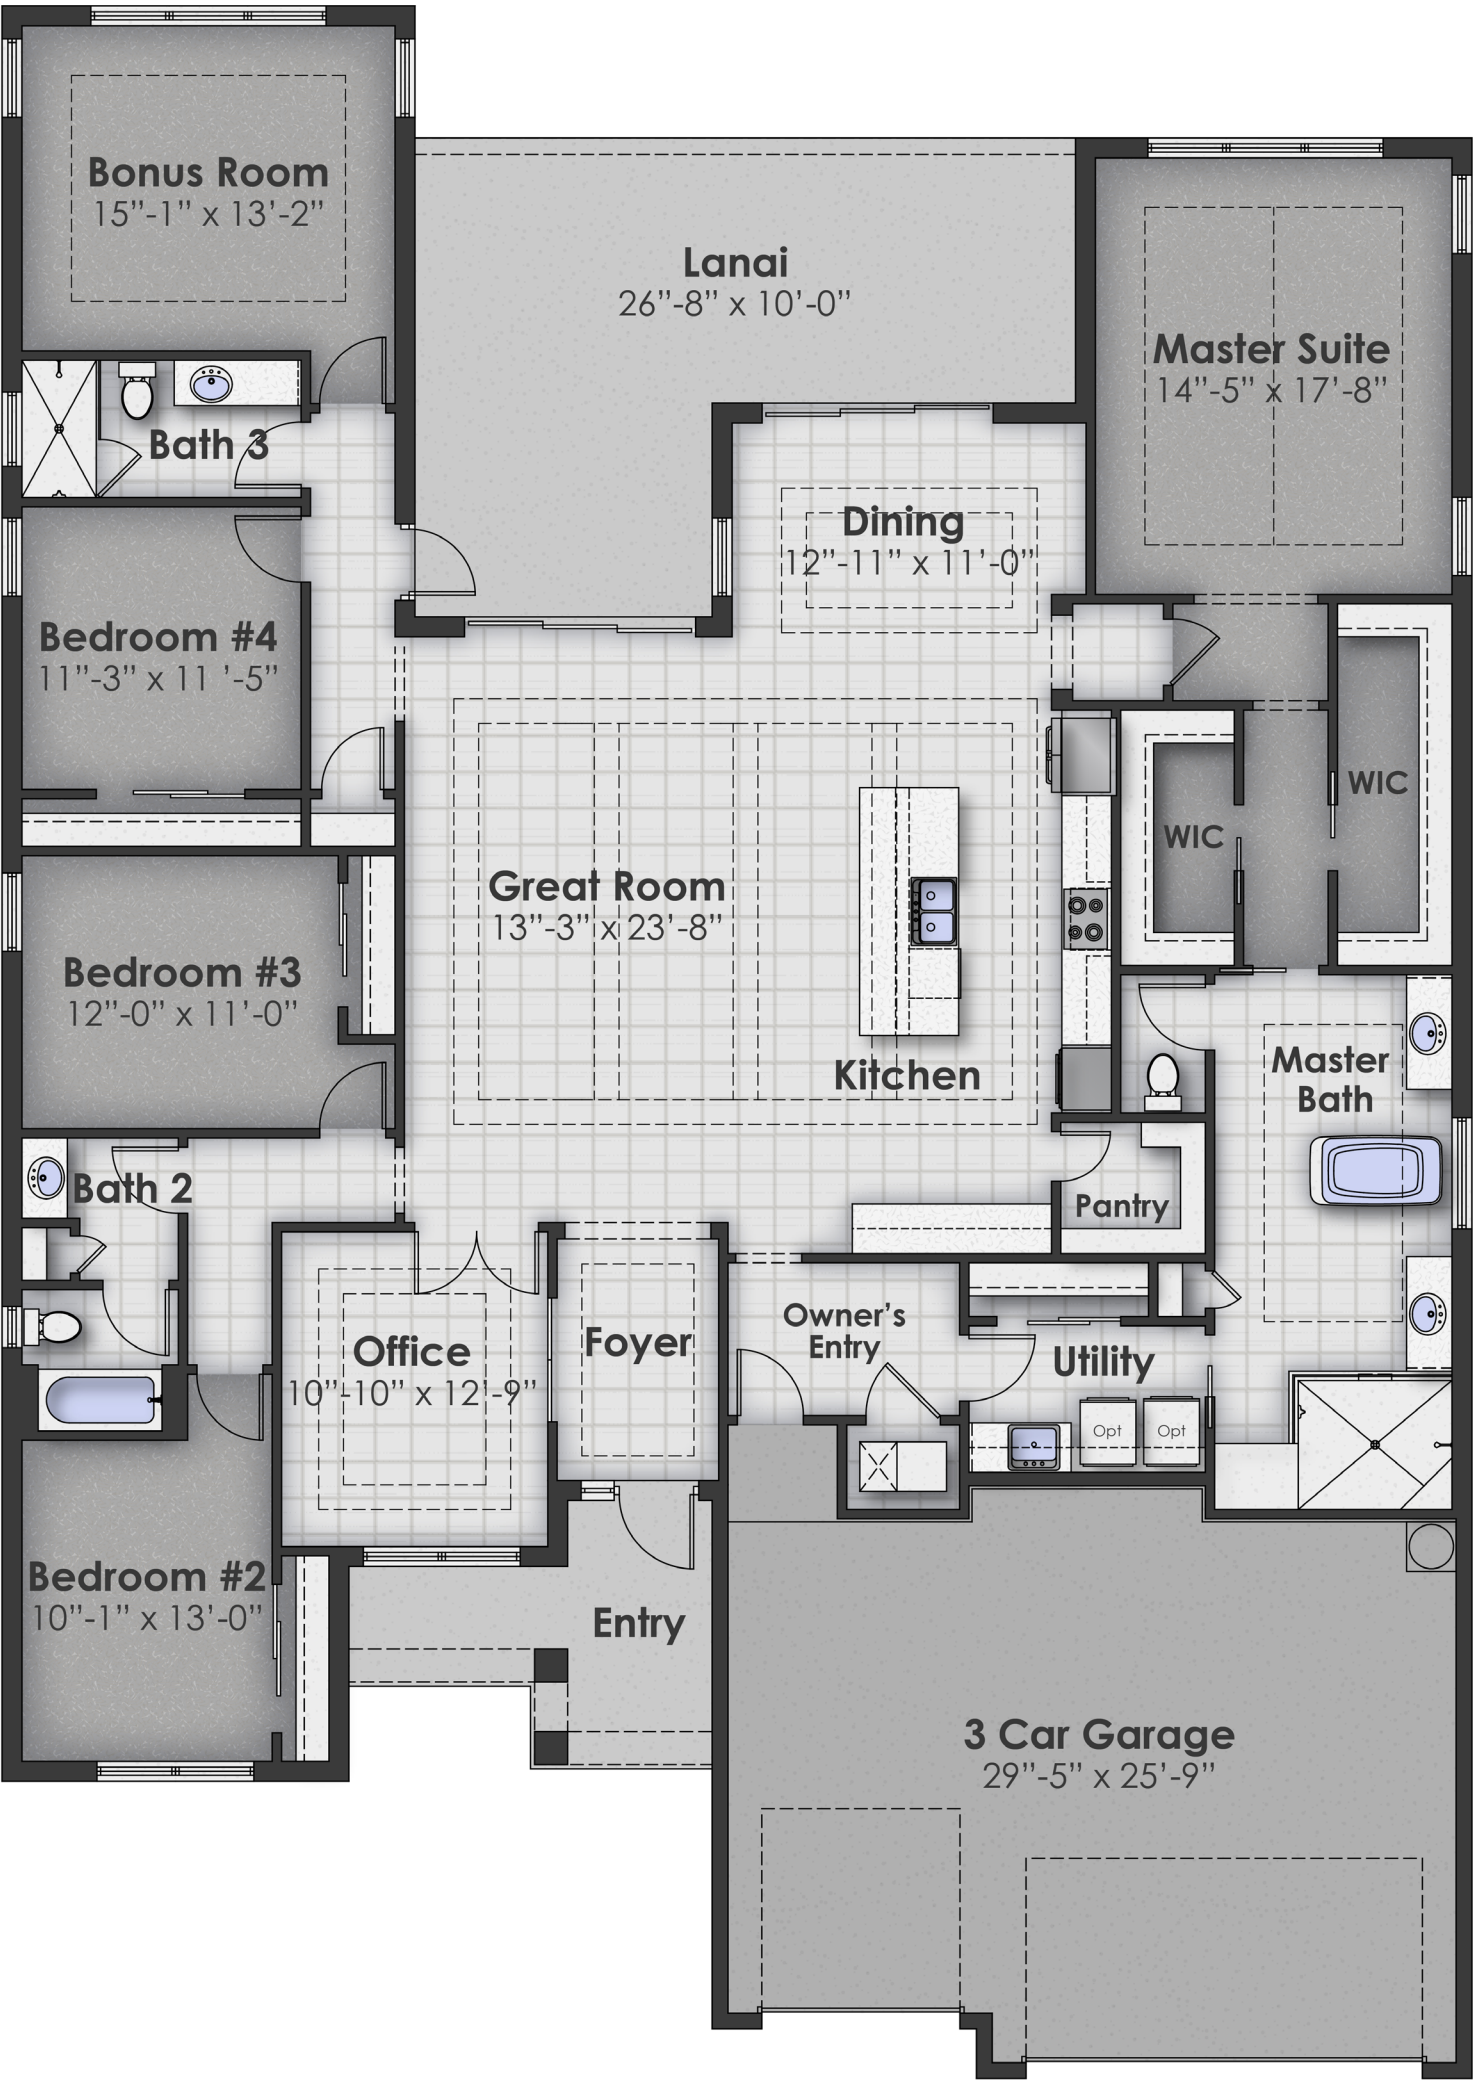 Bonus Room
15”-1” x 13’-2”
Lanai
26”-8” x 10’-0”
Master Suite
14”-5” x 17’-8”
Bath 3
Dining
12”-11” x 11’-0”
Bedroom #4
11”-3” x 11 ’-5”
WIC
WIC
Great Room
13”-3” x 23’-8”
Bedroom #3
12”-0” x 11’-0”
Kitchen
Master
Bath
Bath 2
Pantry
Owner’s
Entry
Foyer
Office
10”-10” x 12’-9”
Utility
Opt
Opt
Bedroom #2
10”-1” x 13’-0”
Entry
3 Car Garage
29”-5” x 25’-9”